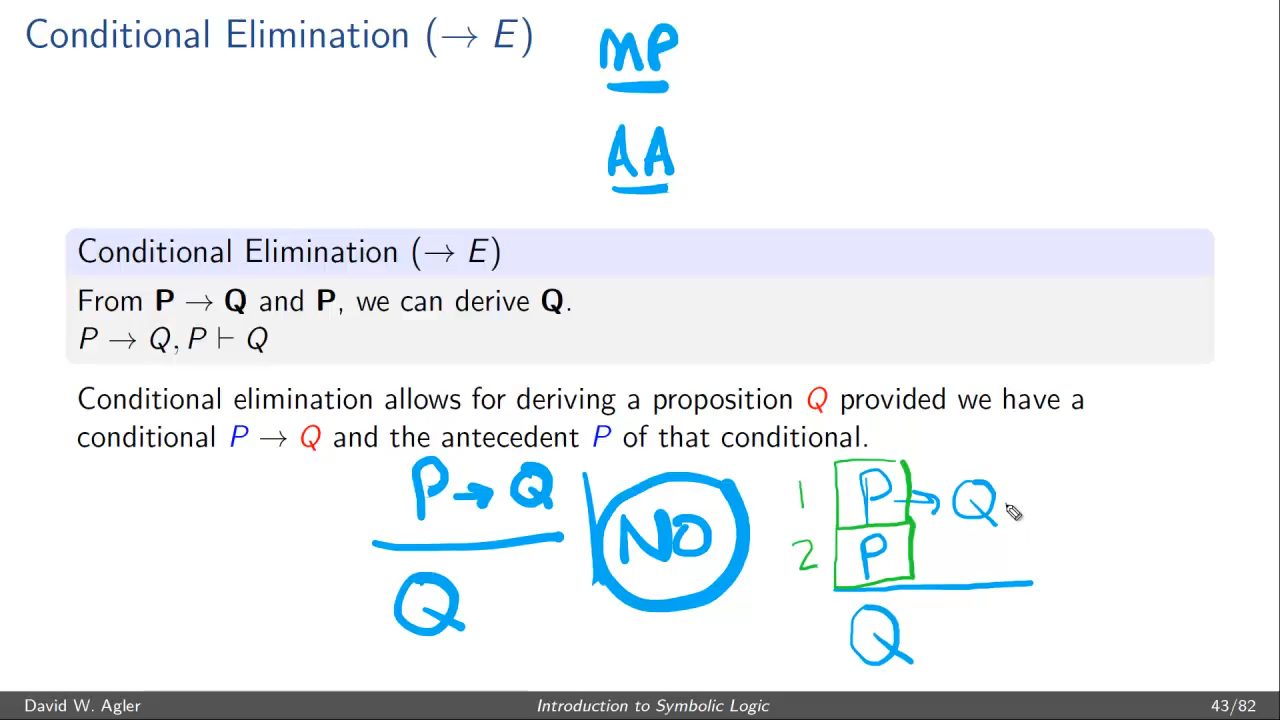 Conditional Elimination (→ E)
MP
AA
Conditional Elimination (→ E)
From P → Q and P, we can derive Q.
P → Q, P ⊢ Q
Conditional elimination allows for deriving a proposition Q provided we have a
conditional P → Q and the antecedent P of that conditional.
P → Q
Q
NO
1 P → Q
2 P
Q
David W. Agler
Introduction to Symbolic Logic
43/82